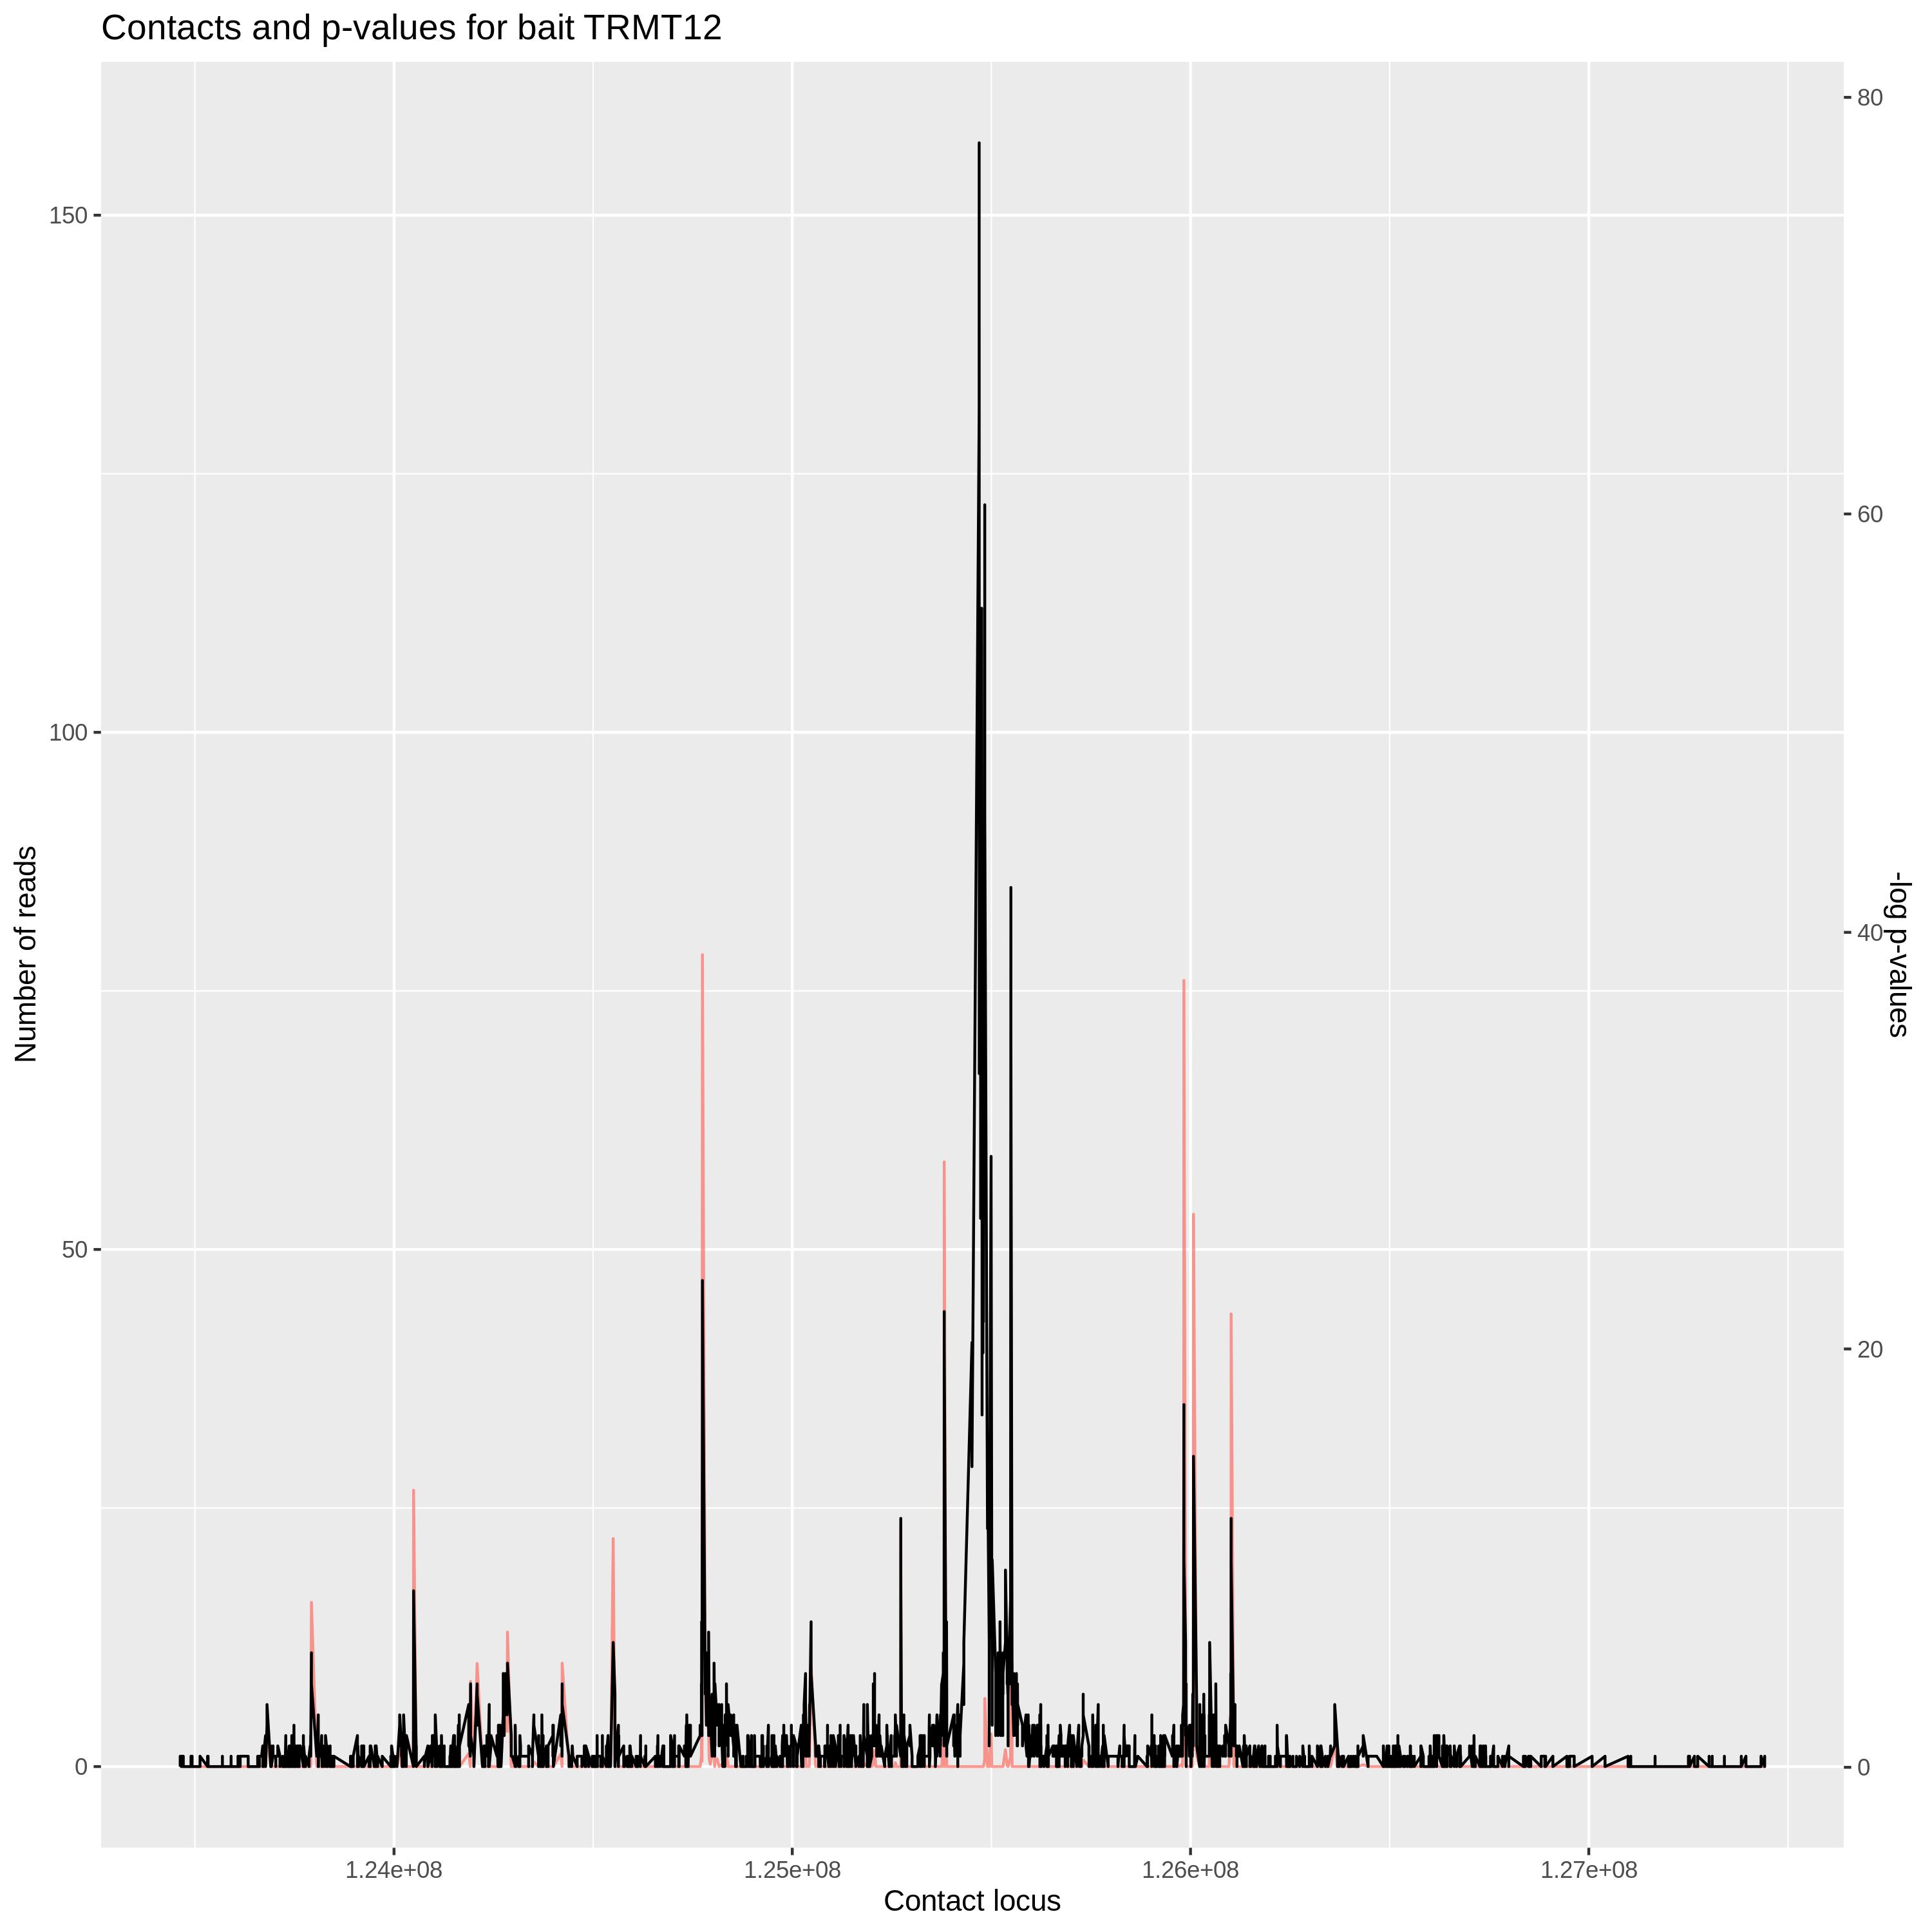 Contacts and p-values for bait TRMT12
150
100
50
0
80
60
40
20
0
Number of reads
-log p-values
1.24e+08 1.25e+08 1.26e+08 1.27e+08
Contact locus